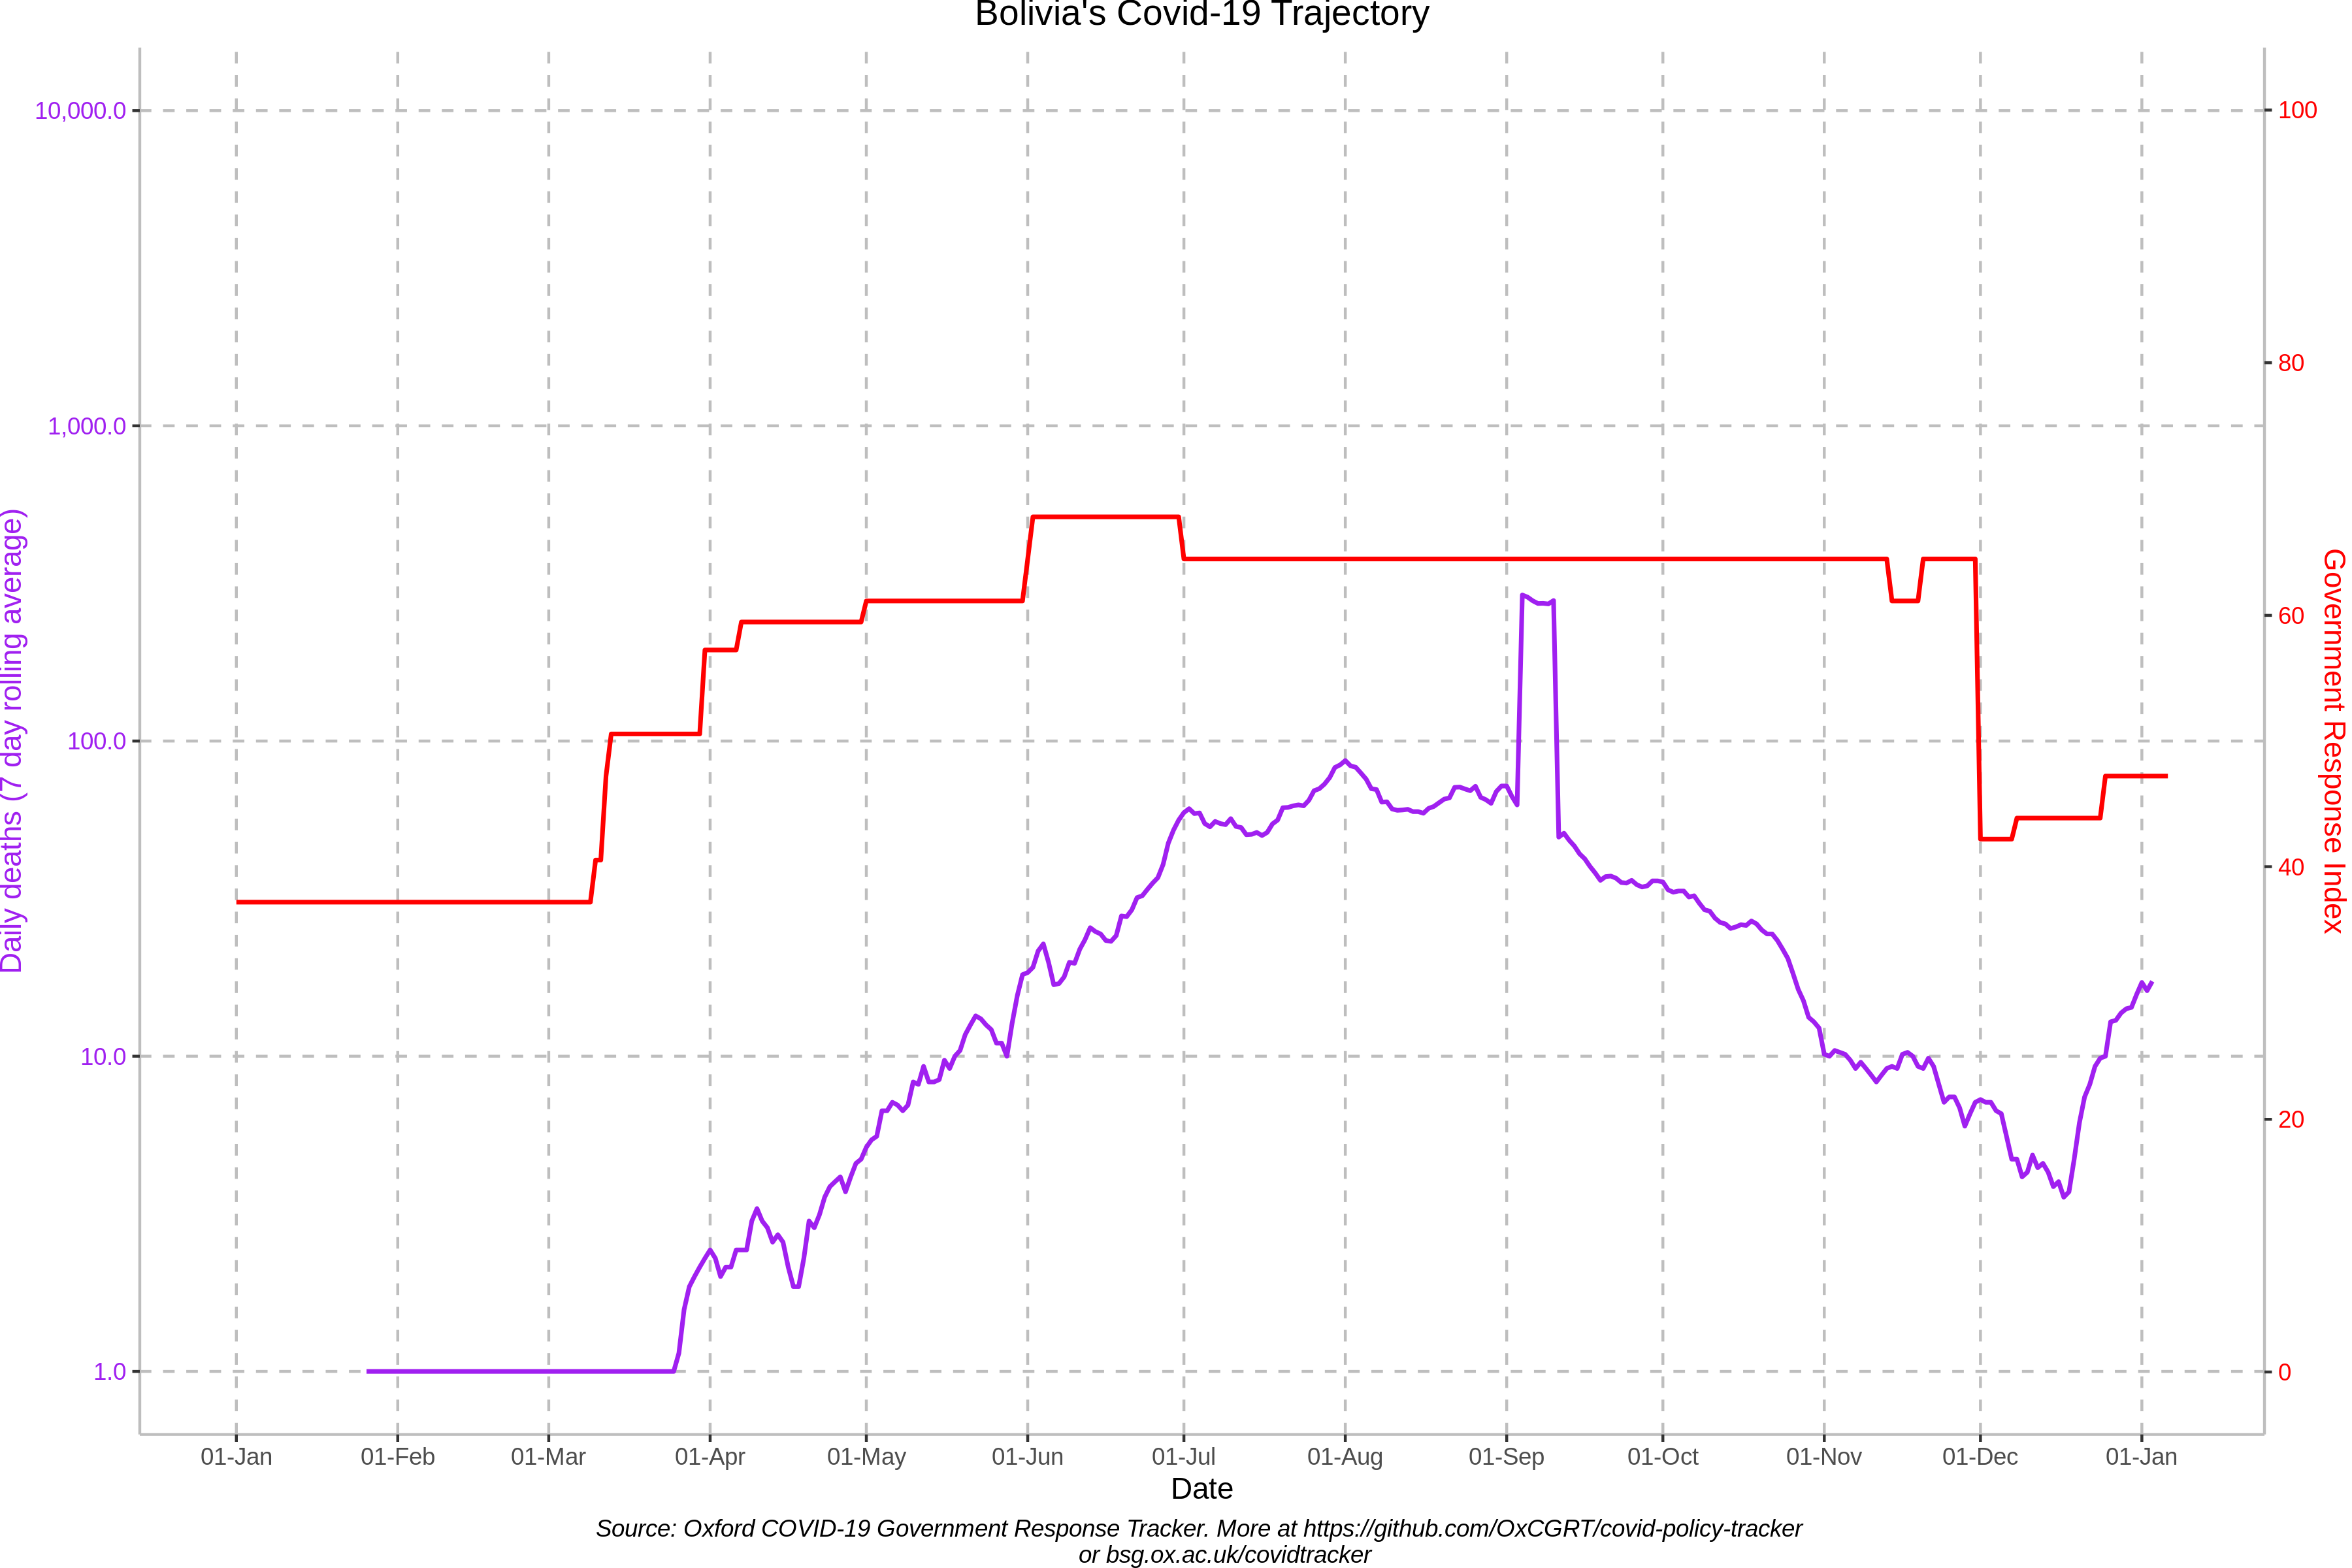 Bolivia's Covid-19 Trajectory
10,000.0
1,000.0
100.0
10.0
1.0
Daily deaths (7 day rolling average)
100
80
60
40
20
0
Government Response Index
01-Jan 01-Feb 01-Mar 01-Apr 01-May 01-Jun 01-Jul 01-Aug 01-Sep 01-Oct 01-Nov 01-Dec 01-Jan
Date
Source: Oxford COVID-19 Government Response Tracker. More at https://github.com/OxCGRT/covid-policy-tracker
or bsg.ox.ac.uk/covidtracker